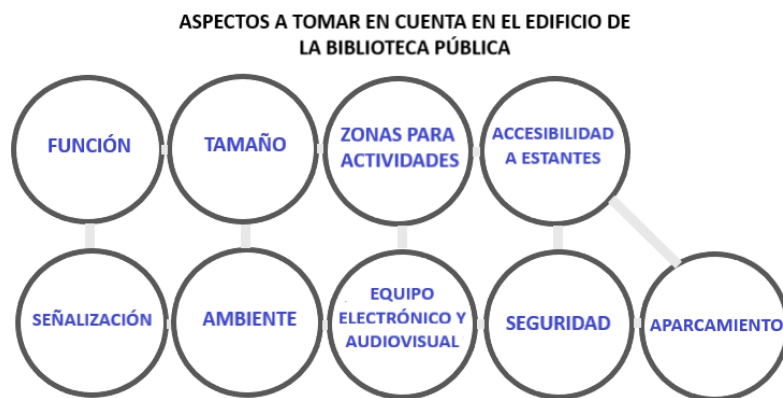 ASPECTOS A TOMAR EN CUENTA EN EL EDIFICIO DE
LA BIBLIOTECA PÚBLICA
FUNCIÓN
TAMAÑO
ZONAS PARA
ACTIVIDADES
ACCESIBILIDAD
A ESTANTES
SEÑALIZACIÓN
AMBIENTE
EQUIPO
ELECTRÓNICO Y
AUDIOVISUAL
SEGURIDAD
APARCAMIENTO